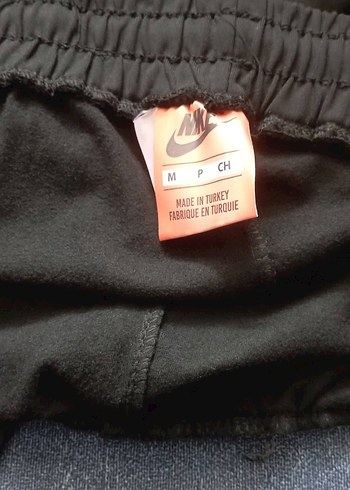 NIKE
M P CH
MADE IN TURKEY
FABRIQUE EN TURQUIE